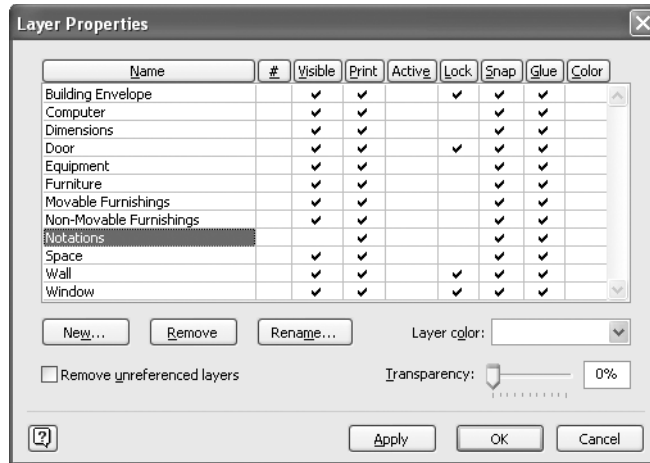 Layer Properties
Name # Visible Print Active Lock Snap Glue Color
Building Envelope ✔ ✔ ✔ ✔ ✔
Computer ✔ ✔ ✔ ✔
Dimensions ✔ ✔ ✔ ✔
Door ✔ ✔ ✔ ✔ ✔
Equipment ✔ ✔ ✔ ✔
Furniture ✔ ✔ ✔ ✔
Movable Furnishings ✔ ✔ ✔ ✔
Non-Movable Furnishings ✔ ✔ ✔ ✔
Notations ✔ ✔ ✔
Space ✔ ✔ ✔ ✔
Wall ✔ ✔ ✔ ✔ ✔
Window ✔ ✔ ✔ ✔ ✔
New... Remove Rename... Layer color:
Remove unreferenced layers Transparency: 0%
? Apply OK Cancel